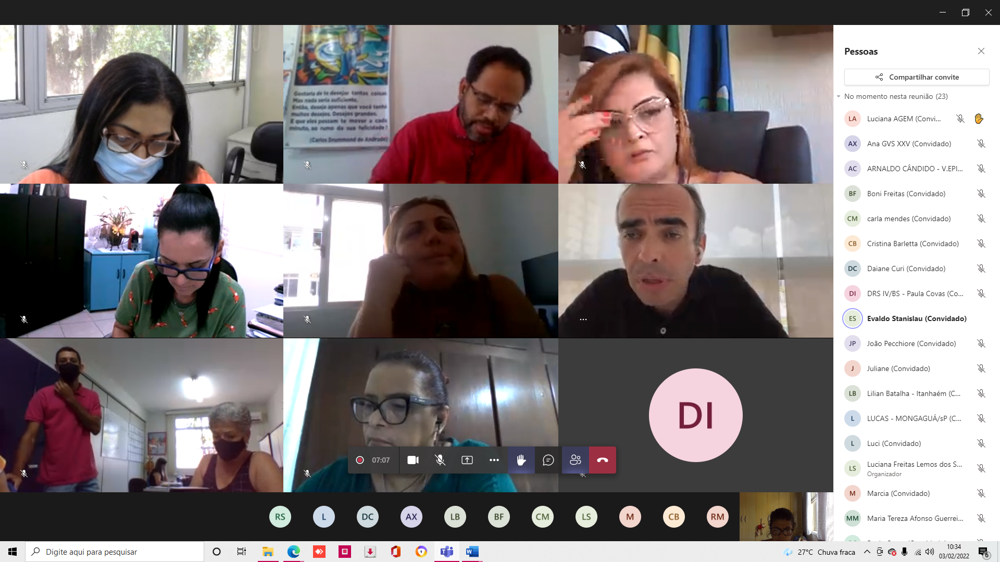 Gostaria de te desejar tantas coisas
Mas nada seria suficiente.
Então, desejo apenas que você tenha
muitos desejos. Desejos grandes.
E que eles possam te mover a cada
minuto, ao rumo da sua felicidade!
(Carlos Drummond de Andrade)
DI
07:07
RS
L
DC
AX
LB
BF
CM
LS
M
CB
RM
Pessoas
Compartilhar convite
No momento nesta reunião (23)
LA Luciana AGEM (Convi...
AX Ana GVS XXV (Convidado)
AC ARNALDO CÂNDIDO - V.EPI...
BF Boni Freitas (Convidado)
CM carla mendes (Convidado)
CB Cristina Barletta (Convidado)
DC Daiane Curi (Convidado)
DI DRS IV/BS - Paula Covas (Co...
ES Evaldo Stanislau (Convidado)
JP João Pecchiore (Convidado)
J Juliane (Convidado)
LB Lilian Batalha - Itanhaém (C...
L LUCAS - MONGAGUÁ/sP (C...
L Luci (Convidado)
LS Luciana Freitas Lemos dos S...
Organizador
M Marcia (Convidado)
MM Maria Tereza Afonso Guerrei...
Digite aqui para pesquisar
27°C Chuva fraca
10:34
03/02/2022
6